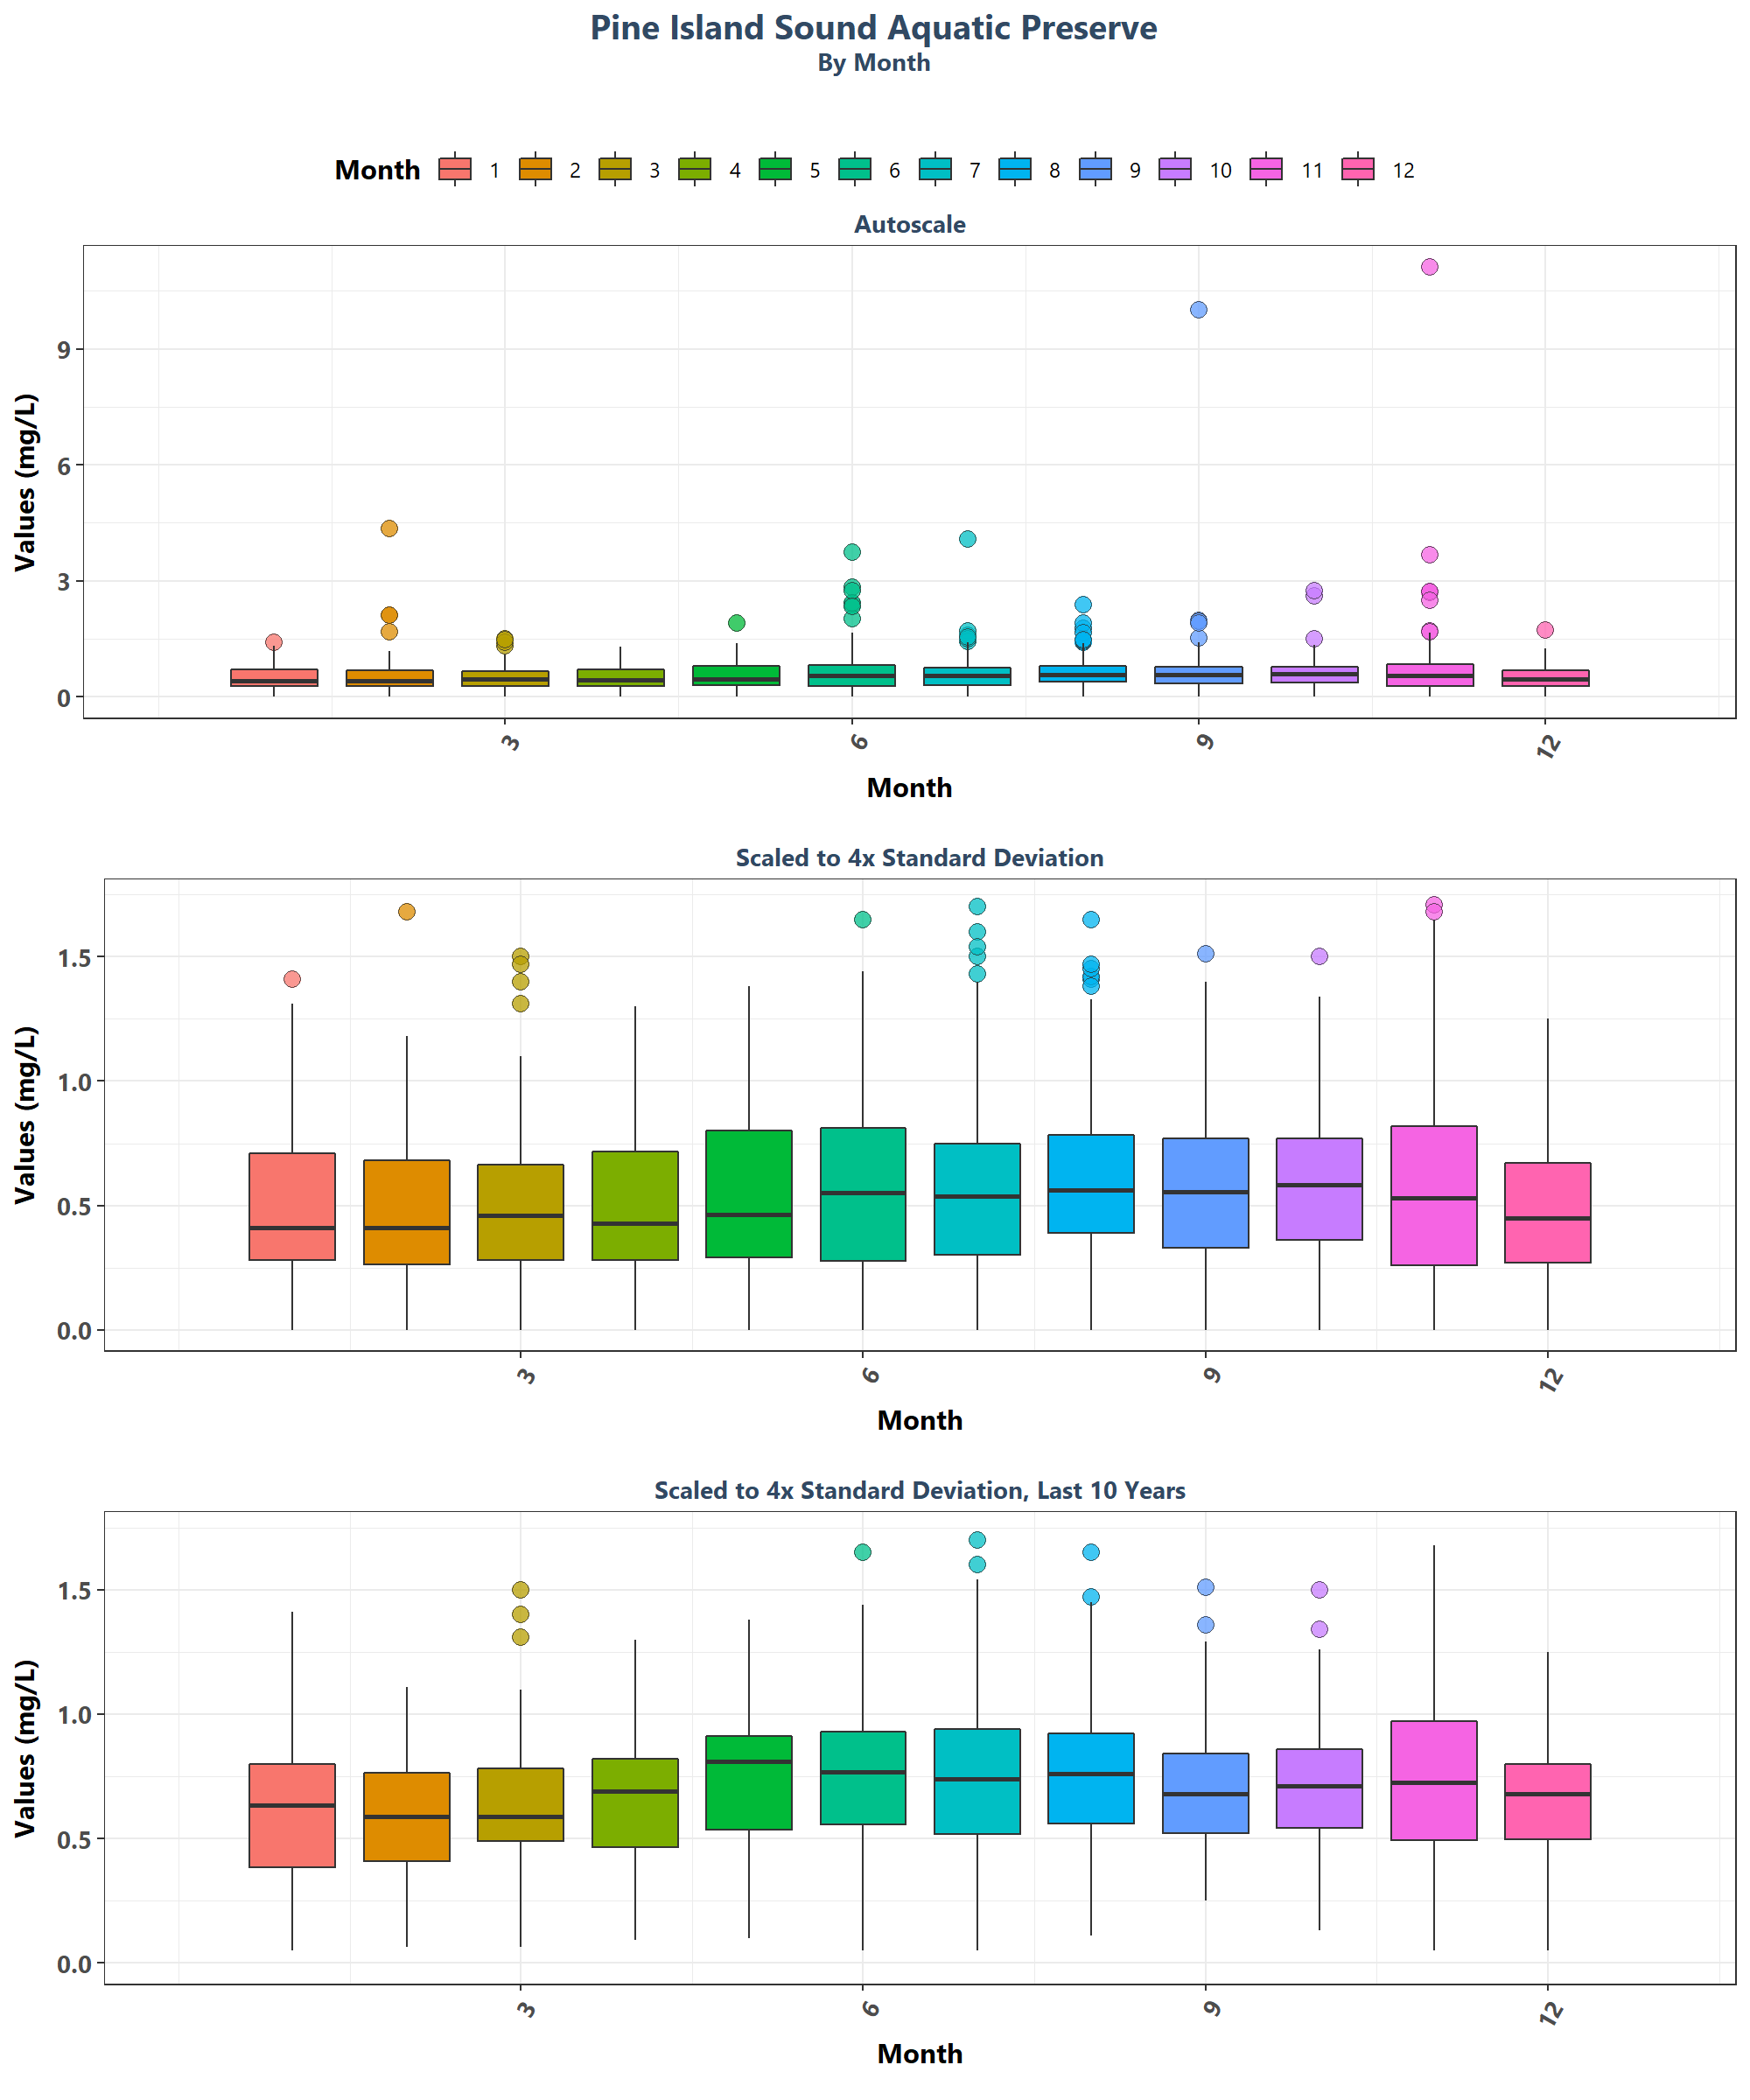 Pine Island Sound Aquatic Preserve
By Month
Month 1 2 3 4 5 6 7 8 9 10 11 12
Autoscale
Values (mg/L)
9
6
3
0
3 6 9 12
Month
Scaled to 4x Standard Deviation
Values (mg/L)
1.5
1.0
0.5
0.0
3 6 9 12
Month
Scaled to 4x Standard Deviation, Last 10 Years
Values (mg/L)
1.5
1.0
0.5
0.0
3 6 9 12
Month